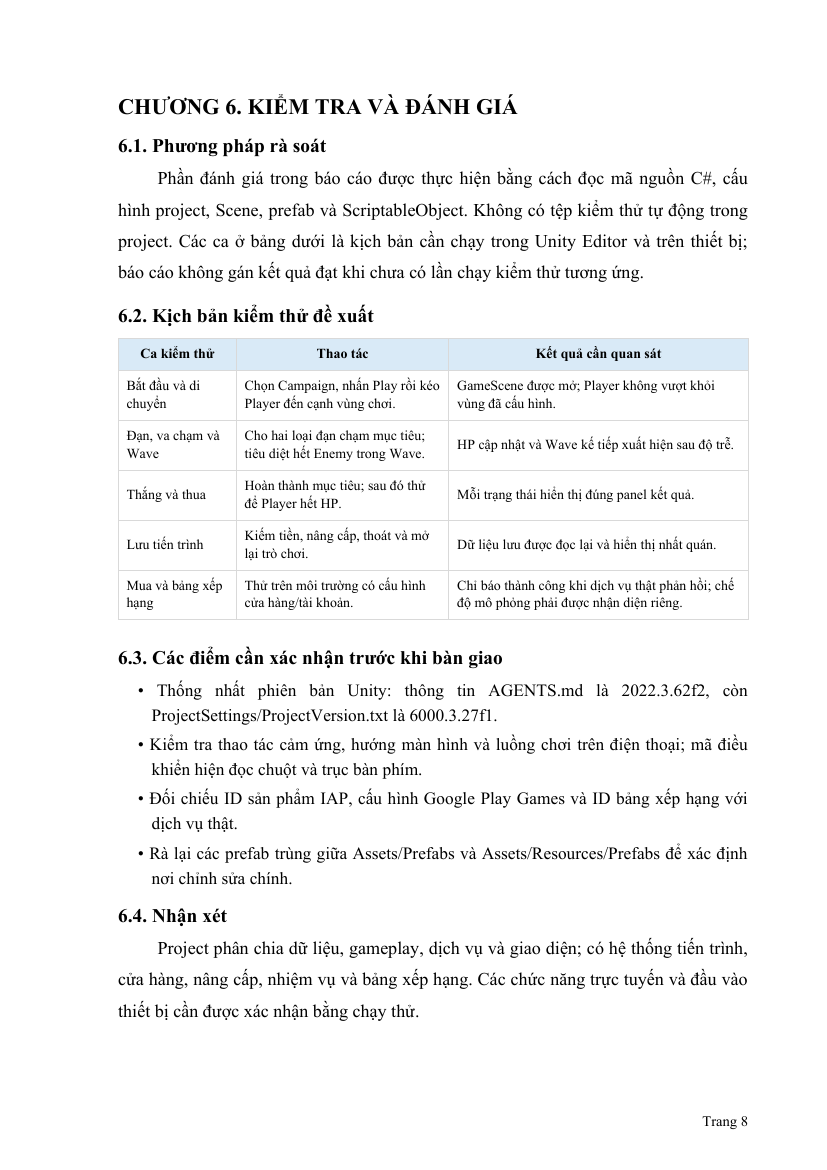 CHƯƠNG 6. KIỂM TRA VÀ ĐÁNH GIÁ
6.1. Phương pháp rà soát
Phần đánh giá trong báo cáo được thực hiện bằng cách đọc mã nguồn C#, cấu
hình project, Scene, prefab và ScriptableObject. Không có tệp kiểm thử tự động trong
project. Các ca ở bảng dưới là kịch bản cần chạy trong Unity Editor và trên thiết bị;
báo cáo không gán kết quả đạt khi chưa có lần chạy kiểm thử tương ứng.
6.2. Kịch bản kiểm thử đề xuất
Ca kiểm thử Thao tác Kết quả cần quan sát
Bắt đầu và di
chuyển
Chọn Campaign, nhấn Play rồi kéo
Player đến cạnh vùng chơi.
GameScene được mở; Player không vượt khỏi
vùng đã cấu hình.
Đạn, va chạm và
Wave
Cho hai loại đạn chạm mục tiêu;
tiêu diệt hết Enemy trong Wave.
HP cập nhật và Wave kế tiếp xuất hiện sau độ trễ.
Thắng và thua
Hoàn thành mục tiêu; sau đó thử
để Player hết HP.
Mỗi trạng thái hiển thị đúng panel kết quả.
Lưu tiến trình
Kiếm tiền, nâng cấp, thoát và mở
lại trò chơi.
Dữ liệu lưu được đọc lại và hiển thị nhất quán.
Mua và bảng xếp
hạng
Thử trên môi trường có cấu hình
cửa hàng/tài khoản.
Chỉ báo thành công khi dịch vụ thật phản hồi; chế
độ mô phỏng phải được nhận diện riêng.
6.3. Các điểm cần xác nhận trước khi bàn giao
• Thống nhất phiên bản Unity: thông tin AGENTS.md là 2022.3.62f2, còn
ProjectSettings/ProjectVersion.txt là 6000.3.27f1.
• Kiểm tra thao tác cảm ứng, hướng màn hình và luồng chơi trên điện thoại; mã điều
khiển hiện đọc chuột và trục bàn phím.
• Đối chiếu ID sản phẩm IAP, cấu hình Google Play Games và ID bảng xếp hạng với
dịch vụ thật.
• Rà lại các prefab trùng giữa Assets/Prefabs và Assets/Resources/Prefabs để xác định
nơi chỉnh sửa chính.
6.4. Nhận xét
Project phân chia dữ liệu, gameplay, dịch vụ và giao diện; có hệ thống tiến trình,
cửa hàng, nâng cấp, nhiệm vụ và bảng xếp hạng. Các chức năng trực tuyến và đầu vào
thiết bị cần được xác nhận bằng chạy thử.
Trang 8